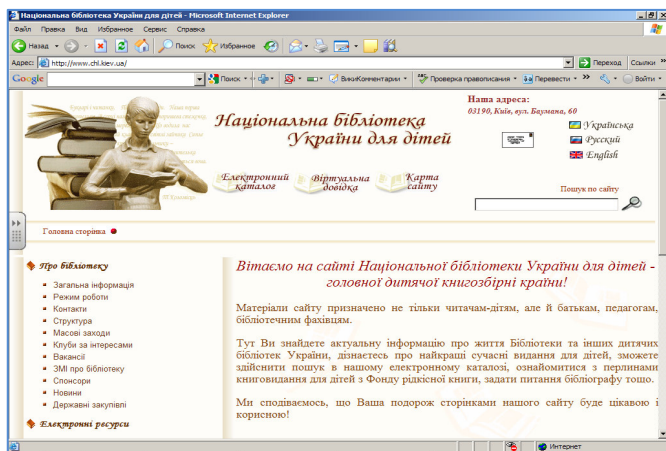 Національна бібліотека України для дітей - Microsoft Internet Explorer
Файл Правка Вид Избранное Сервис Справка
Назад Поиск Избранное
Адрес: http://www.chl.kiev.ua/ Переход Ссылки »
Google Поиск ВикиКомментарии Проверка правописания Перевести » Войти
Національна бібліотека
України для дітей
Наша адреса:
03190, Київ, вул. Баумана, 60
Українська
Русский
English
Електронний каталог
Віртуальна довідка
Карта сайту
Пошук по сайту
Головна сторінка
Про бібліотеку
Загальна інформація
Режим роботи
Контакти
Структура
Масові заходи
Клуби за інтересами
Вакансії
ЗМІ про бібліотеку
Спонсори
Новини
Державні закупівлі
Електронні ресурси
Вітаємо на сайті Національної бібліотеки України для дітей -
головної дитячої книгозбірні країни!
Матеріали сайту призначено не тільки читачам-дітям, але й батькам, педагогам,
бібліотечним фахівцям.
Тут Ви знайдете актуальну інформацію про життя Бібліотеки та інших дитячих
бібліотек України, дізнаєтесь про найкращі сучасні видання для дітей, зможете
здійснити пошук в нашому електронному каталозі, ознайомитися з перлинами
книговидання для дітей з Фонду рідкісної книги, задати питання бібліографу тощо.
Ми сподіваємось, що Ваша подорож сторінками нашого сайту буде цікавою і
корисною!
Интернет